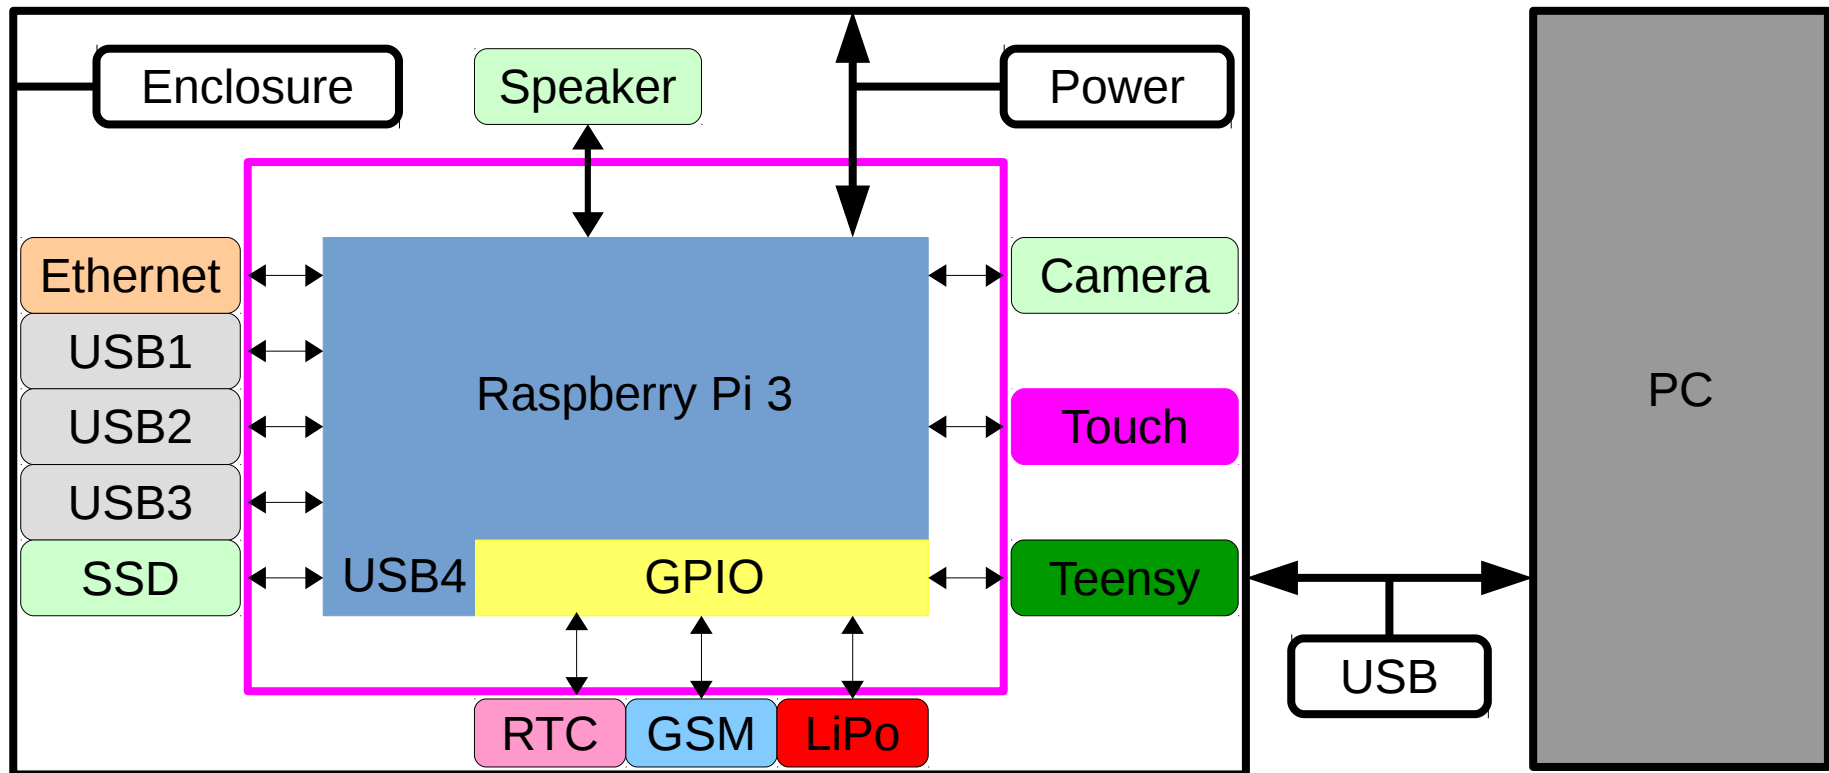 Enclosure
Speaker
Power
Ethernet
Camera
USB1
Raspberry Pi 3
PC
USB2
Touch
USB3
SSD
USB4
GPIO
Teensy
USB
RTC
GSM
LiPo